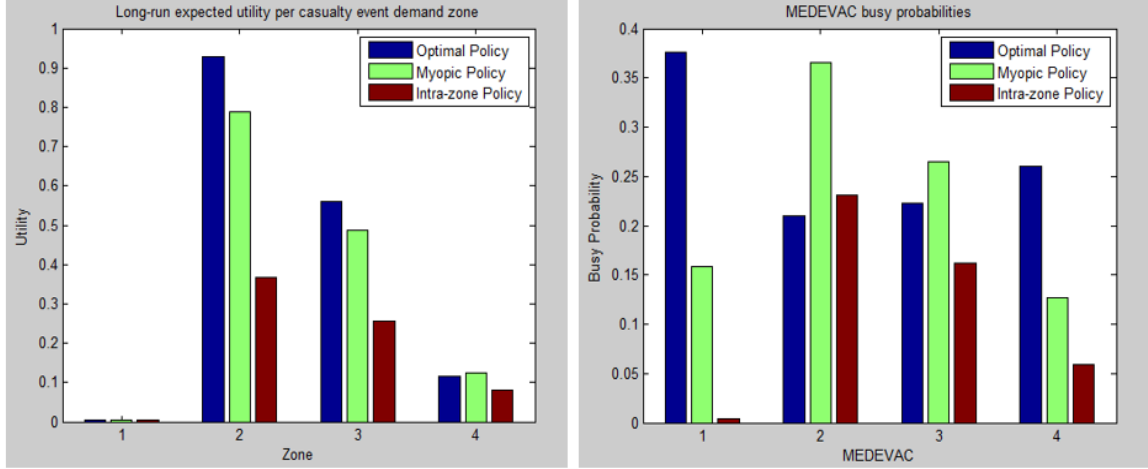 Long-run expected utility per casualty event demand zone
1
0.9
0.8
0.7
0.6
0.5
0.4
0.3
0.2
0.1
0
Utility
1 2 3 4
Zone
Optimal Policy
Myopic Policy
Intra-zone Policy
MEDEVAC busy probabilities
0.4
0.35
0.3
0.25
0.2
0.15
0.1
0.05
0
Busy Probability
1 2 3 4
MEDEVAC
Optimal Policy
Myopic Policy
Intra-zone Policy